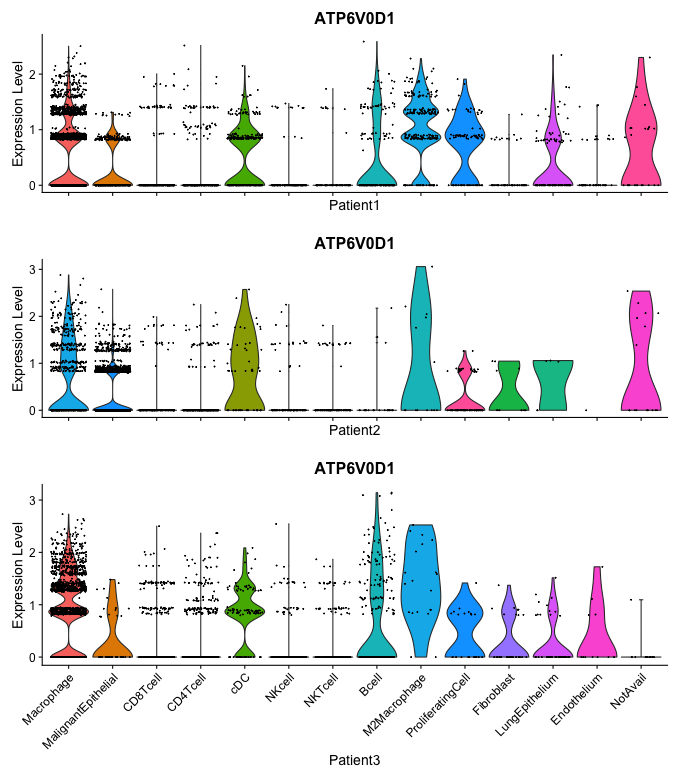 ATP6V0D1
Expression Level
2
1
0
Patient1
ATP6V0D1
Expression Level
3
2
1
0
Patient2
ATP6V0D1
Expression Level
3
2
1
0
Macrophage
MalignantEpithelial
CD8Tcell
CD4Tcell
cDC
NKcell
NKTcell
Bcell
M2Macrophage
ProliferatingCell
Fibroblast
LungEpithelium
Endothelium
NotAvail
Patient3